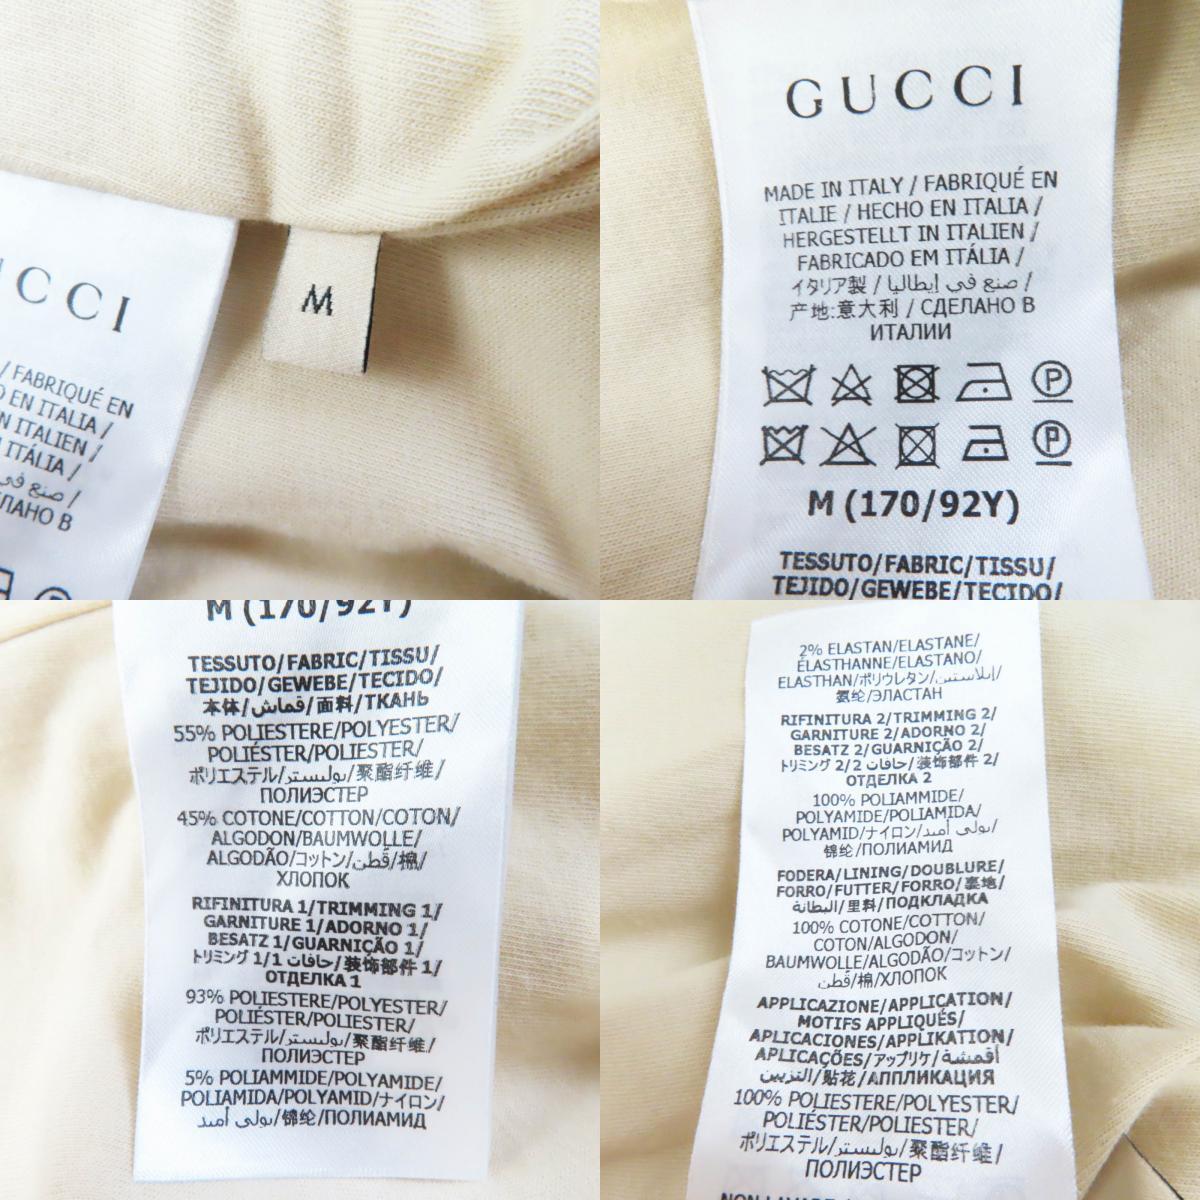 CCI
M
/ FABRIQUÉ EN
EN ITALIA /
ITALIEN /
ITÁLIA /
صنع في /
В
GUCCI
MADE IN ITALY / FABRIQUÉ EN
ITALIE / HECHO EN ITALIA /
HERGESTELLT IN ITALIEN /
FABRICADO EM ITÁLIA /
イタリア製 / صنع في إيطاليا /
产地:意大利 / СДЕЛАНО В
ИТАЛИИ
P
P
M (170/92Y)
TESSUTO/FABRIC/TISSU/
TEJIDO/GEWEBE/TECIDO/
M (170/92Y)
TESSUTO/FABRIC/TISSU/
TEJIDO/GEWEBE/TECIDO/
本体/قماش/面料/ТКАНЬ
55% POLIESTERE/POLYESTER/
POLIÉSTER/POLIESTER/
ポリエステル/بوليستر/聚酯纤维/
ПОЛИЭСТЕР
45% COTONE/COTTON/COTON/
ALGODON/BAUMWOLLE/
ALGODÃO/コットン/قطن/棉/
ХЛОПОК
RIFINITURA 1/TRIMMING 1/
GARNITURE 1/ADORNO 1/
BESATZ 1/GUARNIÇÃO 1/
トリミング 1/حافات 1/装饰部件 1/
ОТДЕЛКА 1
93% POLIESTERE/POLYESTER/
POLIÉSTER/POLIESTER/
ポリエステル/بوليستر/聚酯纤维/
ПОЛИЭСТЕР
5% POLIAMMIDE/POLYAMIDE/
POLIAMIDA/POLYAMID/ナイロン/
بولي أميد/锦纶/ПОЛИАМИД
2% ELASTAN/ELASTANE/
ÉLASTHANNE/ELASTANO/
ELASTHAN/ポリウレタン/إيلاستين/
氨纶/ЭЛАСТАН
RIFINITURA 2/TRIMMING 2/
GARNITURE 2/ADORNO 2/
BESATZ 2/GUARNIÇÃO 2/
トリミング 2/حافات 2/装饰部件 2/
ОТДЕЛКА 2
100% POLIAMMIDE/
POLYAMIDE/POLIAMIDA/
POLYAMID/ナイロン/بولي أميد/
锦纶/ПОЛИАМИД
FODERA/LINING/DOUBLURE/
FORRO/FUTTER/FORRO/裏地/
البطانة/里料/ПОДКЛАДКА
100% COTONE/COTTON/
COTON/ALGODON/
BAUMWOLLE/ALGODÃO/コットン/
قطن/棉/ХЛОПОК
APPLICAZIONE/APPLICATION/
MOTIFS APPLIQUÉS/
APLICACIONES/APPLIKATION/
APLICAÇÕES/アップリケ/أقمشة
التزيين/贴花/АППЛИКАЦИЯ
100% POLIESTERE/POLYESTER/
POLIÉSTER/POLIESTER/
ポリエステル/بوليستر/聚酯纤维/
ПОЛИЭСТЕР